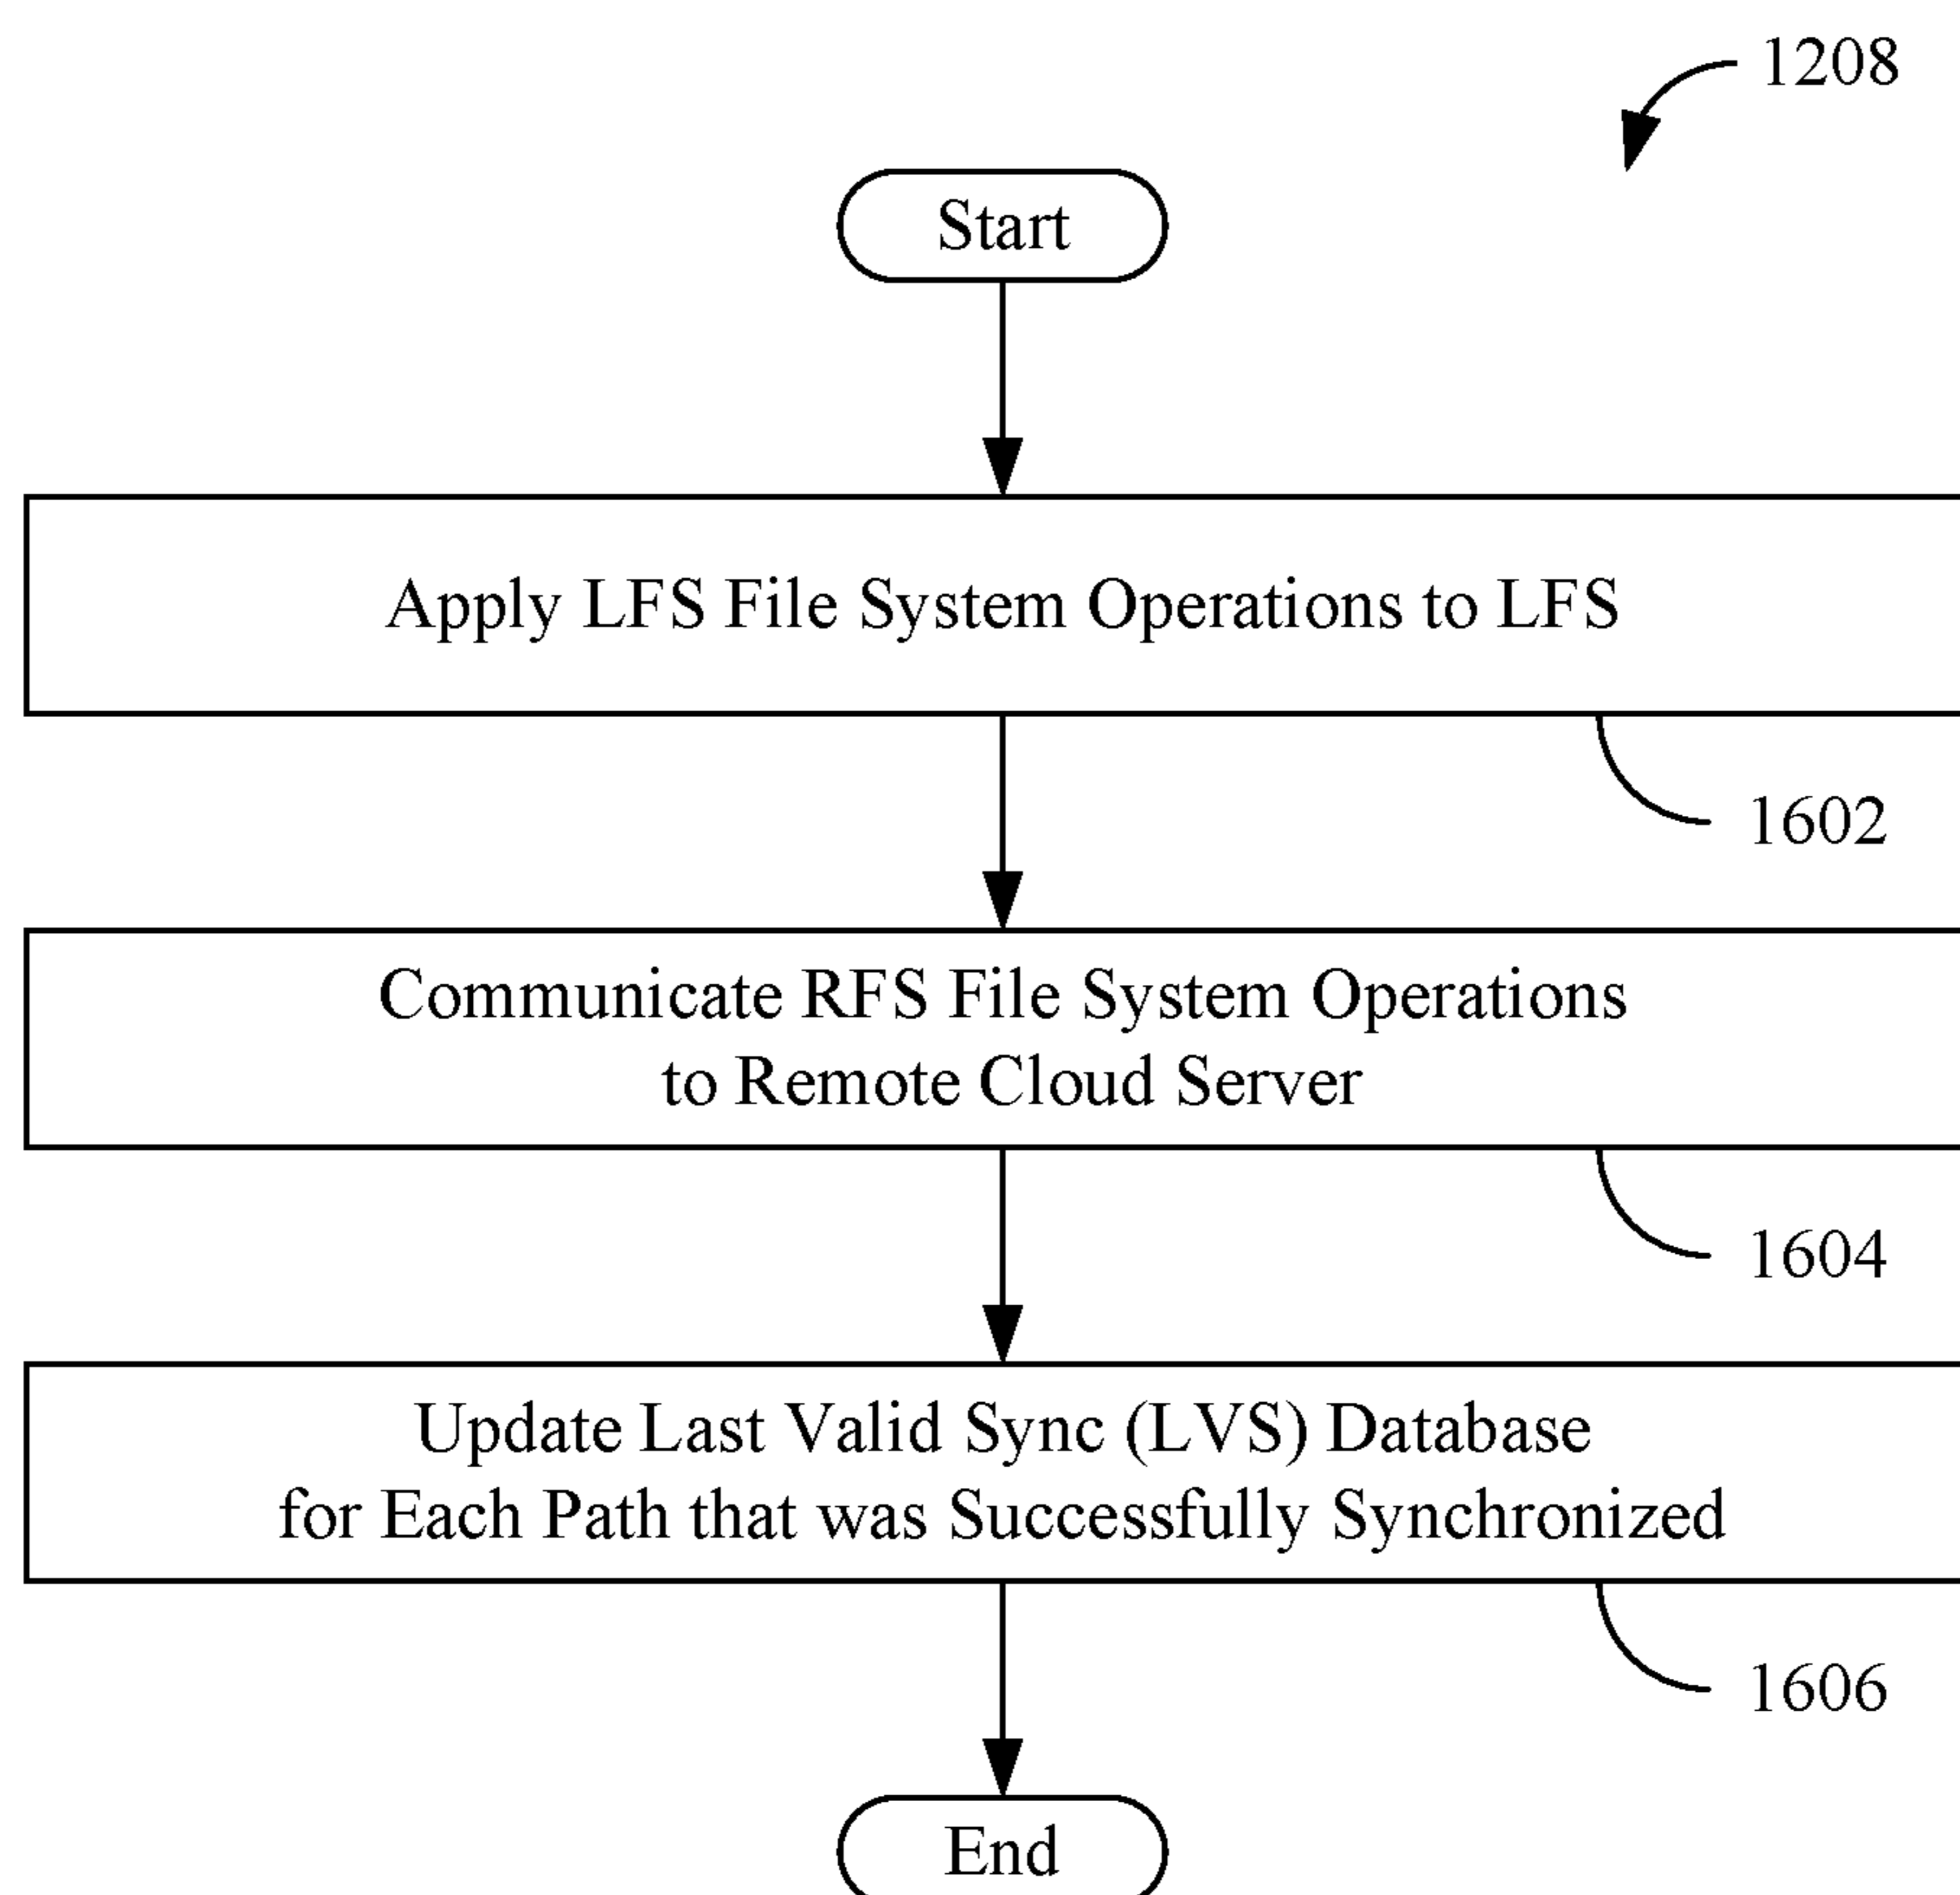 1208
Start
Apply LFS File System Operations to LFS
1602
Communicate RFS File System Operations
to Remote Cloud Server
1604
Update Last Valid Sync (LVS) Database
for Each Path that was Successfully Synchronized
1606
End